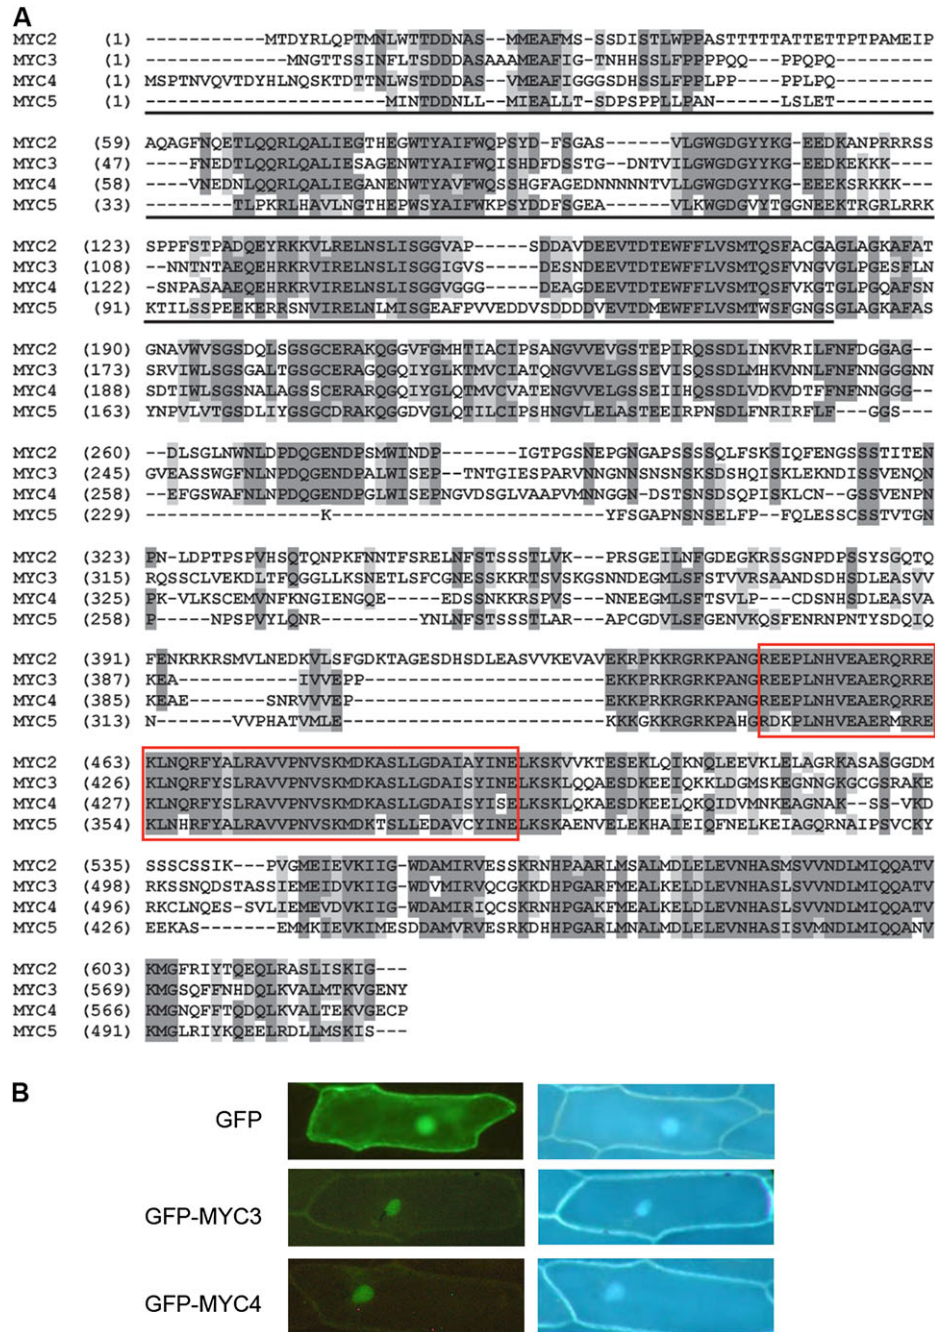 A
MYC2 (1) ------------MTDYRLQPTMNLWTTDDNAS--MMEAFMS-SSDISTLWPPASTTTTTATTETTPTPAMEIP
MYC3 (1) --------------MNGTTSSINFLTSDDDASAAAMEAFIG-TNHHSSLFPPPPQQ--PPQPQ---------
MYC4 (1) MSPTNVQVTDYHLNQSKTDTTNLWSTDDDAS--VMEAFIGGGSDHSSLFPPLPP---PPLPQ----------
MYC5 (1) ----------------------MINTDDNLL--MIEALLT-SDPSPPLLPAN------LSLET---------
MYC2 (59) AQAGFNQETLQQRLQALIEGTHEGWTYAIFWQPSYD-FSGAS-----VLGWGDGYYKG-EEDKANPRRRSS
MYC3 (47) ----FNEDTLQQRLQALIESAGENWTYAIFWQISHDFDSSTG--DNTVILGWGDGYYKG-EEDKEKKK---
MYC4 (58) ----VNEDNLQQRLQALIEGANENWTYAVFWQSSHGFAGEDNNNNNTVLLGWGDGYYKG-EEEKSRKKK---
MYC5 (33) --------TLPKRLHAVLNGTHEPWSYAIFWKPSYDDFSGEA-----VLKWGDGVYTGGNEEKTRGRLRRK
MYC2 (123) SPPFSTPADQEYRKKVLRELNSLISGGVAP-----SDDAVDEEVTDTEWFFLVSMTQSFACGAGLAGKAFAT
MYC3 (108) --NNTNTAEQEHRKRVIRELNSLISGGIGVS----DESNDEEVTDTEWFFLVSMTQSFVNGVGLPGESFLN
MYC4 (122) -SNPASAAEQEHRKRVIRELNSLISGGVGGG----DEAGDEEVTDTEWFFLVSMTQSFVKGTGLPGQAFSN
MYC5 (91) KTILSSPEEKERRSNVIRELNLMISGEAFPVVEDDVSDDDDVEVTDMEWFFLVSMTWSFGNGSGLAGKAFAS
MYC2 (190) GNAVWVSGSDQLSGSGCERAKQGGVFGMHTIACIPSANGVVEVGSTEPIRQSSDLINKVRILFNFDGGAG--
MYC3 (173) SRVIWLSGSGALTGSGCERAGQGQIYGLKTMVCIATQNGVVELGSSEVISQSSDLMHKVNNLFNFNNGGGNN
MYC4 (188) SDTIWLSGSNALAGSSCERARQGQIYGLQTMVCVATENGVVELGSSEIIHQSSDLVDKVDTFFNFNNGGG--
MYC5 (163) YNPVLVTGSDLIYGSGCDRAKQGGDVGLQTILCIPSHNGVLELASTEEIRPNSDLFNRIRFLF---GGS---
MYC2 (260) --DLSGLNWNLDPDQGENDPSMWINDP-------IGTPGSNEPGNGAPSSSSQLFSKSIQFENGSSSTITEN
MYC3 (245) GVEASSWGFNLNPDQGENDPALWISEP--TNTGIESPARVNNGNNSNSNSKSDSHQISKLEKNDISSVENQN
MYC4 (258) --EFGSWAFNLNPDQGENDPGLWISEPNGVDSGLVAAPVMNNGGN-DSTSNSDSQPISKLCN-GSSVENPN
MYC5 (229) ----------------K-------------------------YFSGAPNSNSELFP--FQLESSCSSTVTGN
MYC2 (323) PN-LDPTPSPVHSQTQNPKFNNTFSRELNFSTSSSTLVK---PRSGEILNFGDEGKRSSGNPDPSSYSGQTQ
MYC3 (315) RQSSCLVEKDLTFQGGLLKSNETLSFCGNESSKKRTSVSKGSNNDEGMLSFSTVVRSAANDSDHSDLEASVV
MYC4 (325) PK-VLKSCEMVNFKNGIENGQE-----EDSSNKKRSPVS---NNEEGMLSFTSVLP---CDSNHSDLEASVA
MYC5 (258) P----NPSPVYLQNR-------YNLNFSTSSSTLAR---APCGDVLSFGENVKQSFENRNPNTYSDQIQ
MYC2 (391) FENKRKRSMVLNEDKVLSFGDKTAGESDHSDLEASVVKEVAVEKRPKKRGRKPANGREEPLNHVEAERQRRE
MYC3 (387) KEA-----------IVVEPP----------------------EKKPRKRGRKPANGREEPLNHVEAERQRRE
MYC4 (385) KEAE----SNRVVVEP--------------------------EKKPRKRGRKPANGREEPLNHVEAERQRRE
MYC5 (313) N-------VVPHATVMLE------------------------KKKGKKRGRKPAHGRDKPLNHVEAERMRRE
MYC2 (463) KLNQRFYALRAVVPNVSKMDKASLLGDAIAYINELKSKVVKTESEKLQIKNQLEEVKLELAGRKASASGGDM
MYC3 (426) KLNQRFYALRAVVPNVSKMDKASLLGDAISYINELKSKLQQAESDKEELQKKLDGMSKEGNNGKGCGSRAKE
MYC4 (427) KLNQRFYSLRAVVPNVSKMDKASLLGDAISYISELKSKLQKAESDKEELQKQIDVMNKEAGNAK--SS-VKD
MYC5 (354) KLNHRFYALRAVVPNVSKMDKTSLLEDAVCYINELKSKAENVELEKHAIEIQFNELKEIAGQRNAIPSVCKY
MYC2 (535) SSSCSSIK---PVGMEIEVKIIG-WDAMIRVESSKRNHPAARLMSALMDLELEVNHASMSVVNDLMIQQATV
MYC3 (498) RKSSNQDSTASSIEMEIDVKIIG-WDVMIRVQCGKKDHPGARFMEALKELDLEVNHASLSVVNDLMIQQATV
MYC4 (496) RKCLNQES-SVLIEMEVDVKIIG-WDAMIRIQCSKRNHPGAKFMEALKELDLEVNHASLSVVNDLMIQQATV
MYC5 (426) EEKAS-------EMMKIEVKIMESDDAMVRVESRKDHHPGARLMNALMDLELEVNHASISVMNDLMIQQANV
MYC2 (603) KMGFRIYTQEQLRASLISKIG---
MYC3 (569) KMGSQFFNHDQLKVALMTKVGENY
MYC4 (566) KMGNQFFTQDQLKVALTEKVGECP
MYC5 (491) KMGLRIYKQEELRDLLMSKIS---
B
GFP
GFP-MYC3
GFP-MYC4